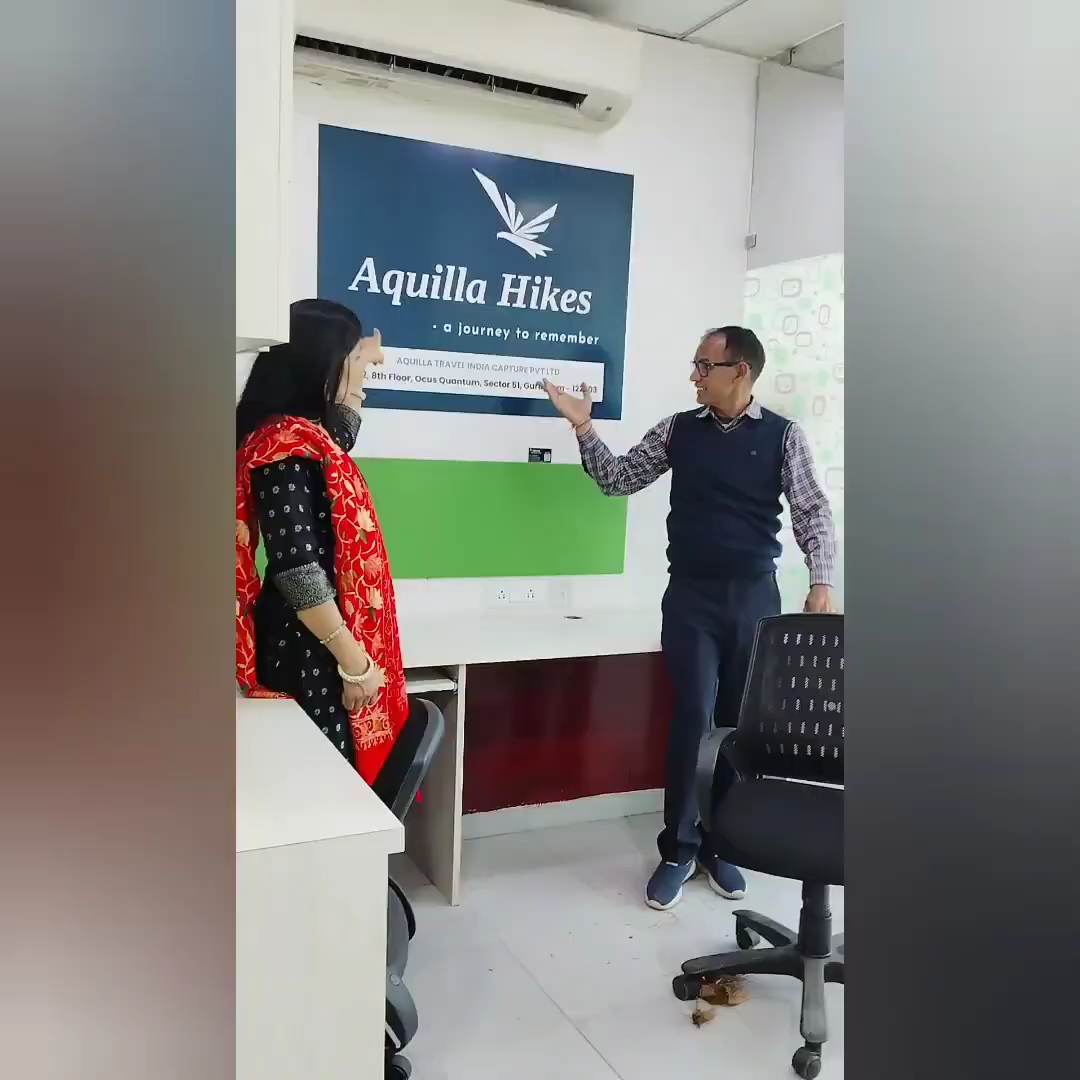 Aquilla Hikes
- a journey to remember
AQUILLA TRAVEL INDIA CAPTURE PVT LTD
8th Floor, Ocus Quantum, Sector 51,